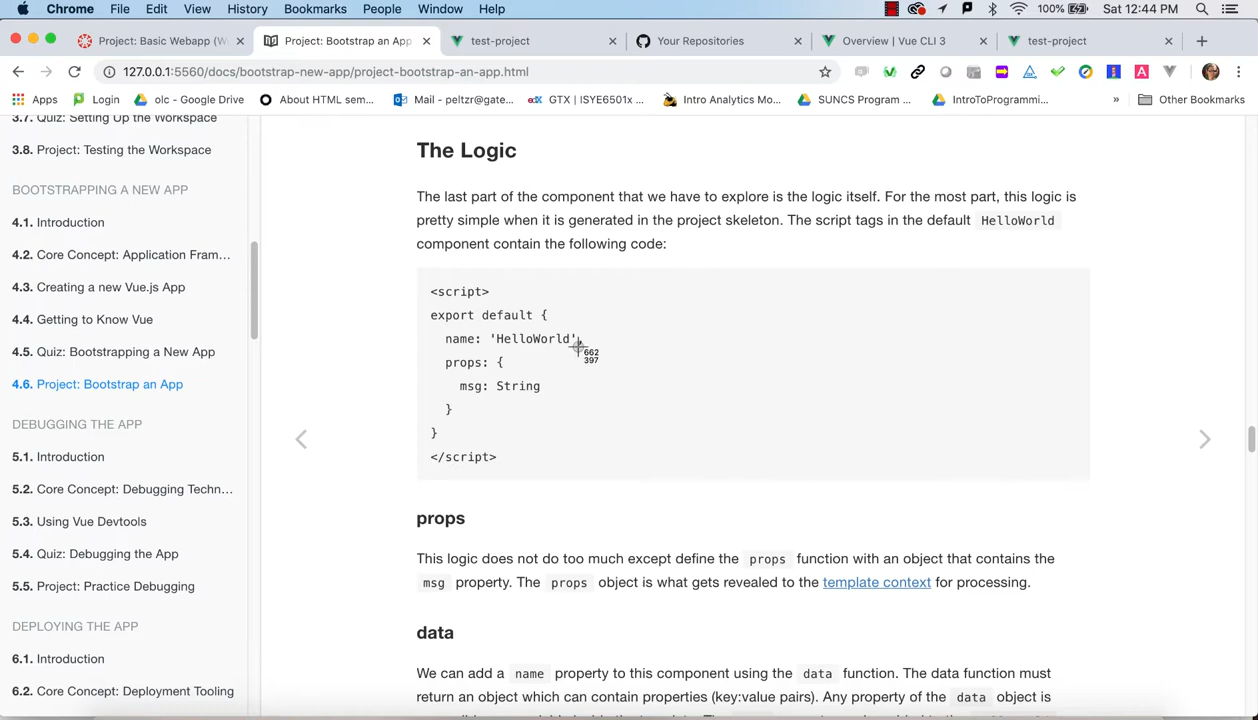 Chrome File Edit View History Bookmarks People Window Help 100% Sat 12:44 PM
Project: Basic Webapp (W
Project: Bootstrap an App
test-project
Your Repositories
Overview | Vue CLI 3
test-project
127.0.0.1:5560/docs/bootstrap-new-app/project-bootstrap-an-app.html
Apps Login olc - Google Drive About HTML sem... Mail - peltzr@gate... GTX | ISYE6501x ... Intro Analytics Mo... SUNCS Program ... IntroToProgrammi... » Other Bookmarks
3.7. Quiz: Setting Up the Workspace
3.8. Project: Testing the Workspace
BOOTSTRAPPING A NEW APP
4.1. Introduction
4.2. Core Concept: Application Fram...
4.3. Creating a new Vue.js App
4.4. Getting to Know Vue
4.5. Quiz: Bootstrapping a New App
4.6. Project: Bootstrap an App
DEBUGGING THE APP
5.1. Introduction
5.2. Core Concept: Debugging Techn...
5.3. Using Vue Devtools
5.4. Quiz: Debugging the App
5.5. Project: Practice Debugging
DEPLOYING THE APP
6.1. Introduction
6.2. Core Concept: Deployment Tooling
The Logic
The last part of the component that we have to explore is the logic itself. For the most part, this logic is
pretty simple when it is generated in the project skeleton. The script tags in the default HelloWorld
component contain the following code:
<script>
export default {
name: 'HelloWorld',
props: {
msg: String
}
}
</script>
662
397
props
This logic does not do too much except define the props function with an object that contains the
msg property. The props object is what gets revealed to the template context for processing.
data
We can add a name property to this component using the data function. The data function must
return an object which can contain properties (key:value pairs). Any property of the data object is